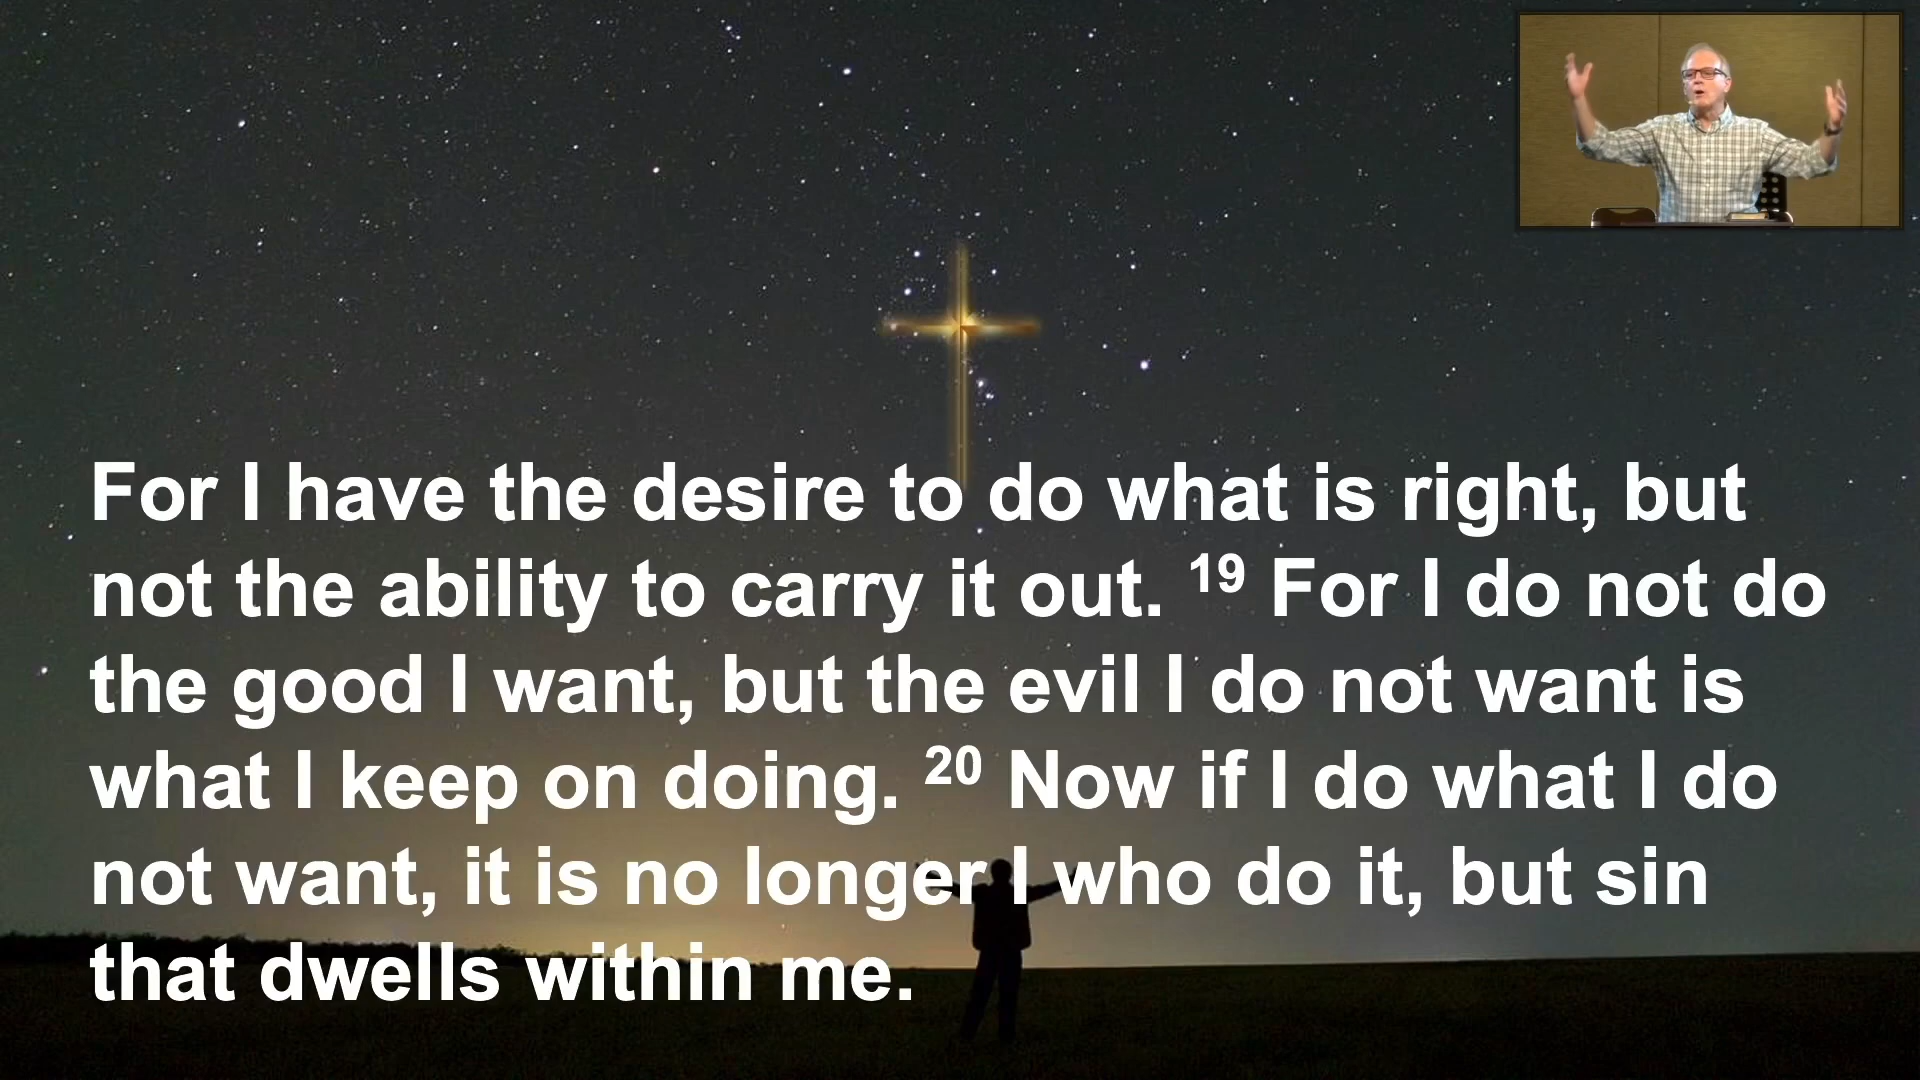 For I have the desire to do what is right, but
not the ability to carry it out. 19 For I do not do
the good I want, but the evil I do not want is
what I keep on doing. 20 Now if I do what I do
not want, it is no longer I who do it, but sin
that dwells within me.